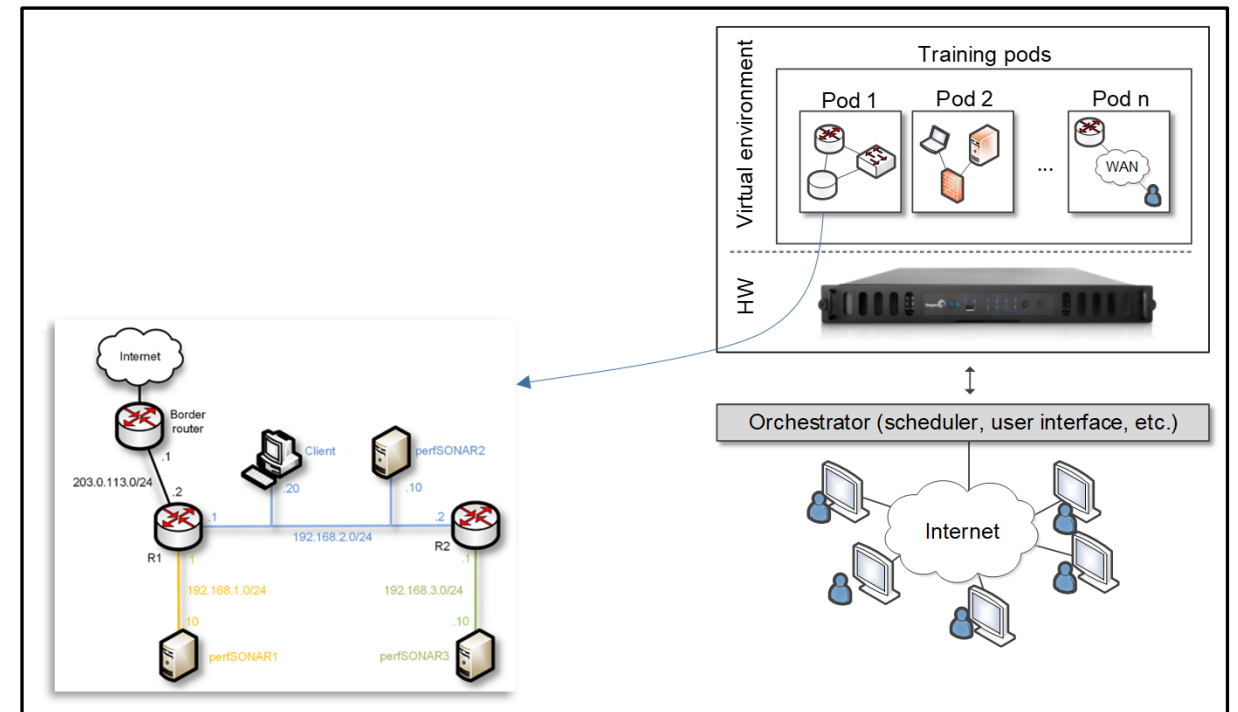 Virtual environment
Training pods
Pod 1
Pod 2
Pod n
...
WAN
HW
Orchestrator (scheduler, user interface, etc.)
Internet
Internet
Border
router
.1
203.0.113.0/24
.2
Client
perfSONAR2
.20
.10
.1
.2
192.168.2.0/24
R1
R2
.1
.1
192.168.1.0/24
192.168.3.0/24
.10
.10
perfSONAR1
perfSONAR3